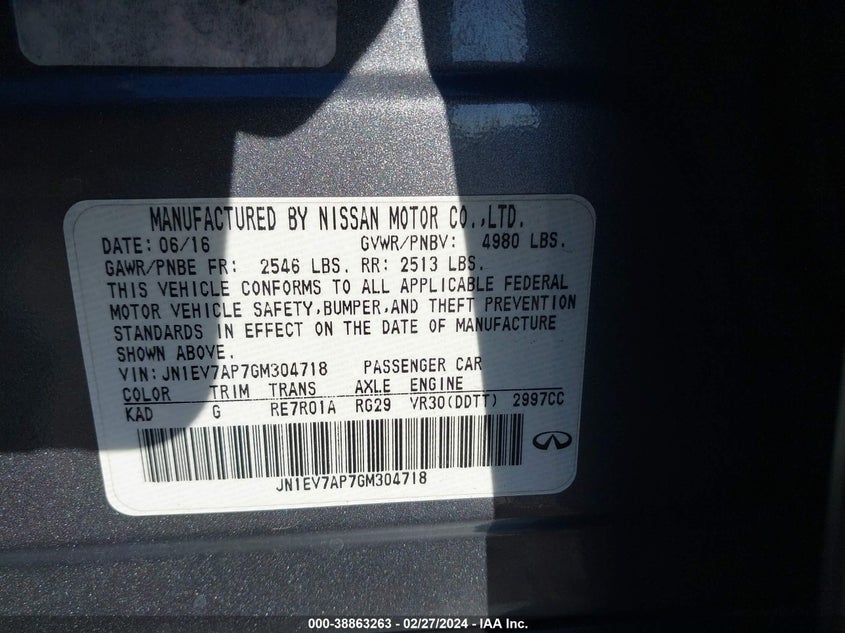 MANUFACTURED BY NISSAN MOTOR CO.,LTD.
DATE: 06/16 GVWR/PNBV: 4980 LBS.
GAWR/PNBE FR: 2546 LBS. RR: 2513 LBS.
THIS VEHICLE CONFORMS TO ALL APPLICABLE FEDERAL
MOTOR VEHICLE SAFETY,BUMPER,AND THEFT PREVENTION
STANDARDS IN EFFECT ON THE DATE OF MANUFACTURE
SHOWN ABOVE.
VIN: JN1EV7AP7GM304718 PASSENGER CAR
COLOR TRIM TRANS AXLE ENGINE
KAD G RE7R01A RG29 VR30(DDTT) 2997CC
JN1EV7AP7GM304718
000-38863263 - 02/27/2024 - IAA Inc.